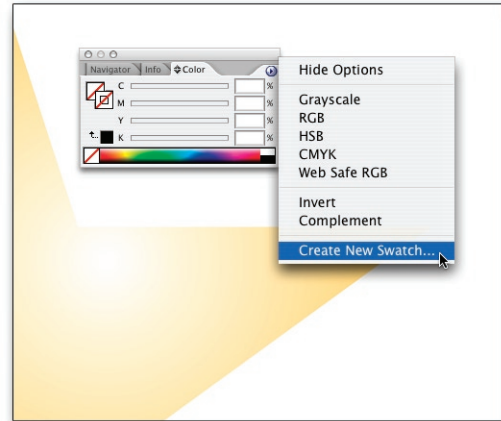 Navigator Info Color
C %
M %
Y %
K %
Hide Options
Grayscale
RGB
HSB
CMYK
Web Safe RGB
Invert
Complement
Create New Swatch...